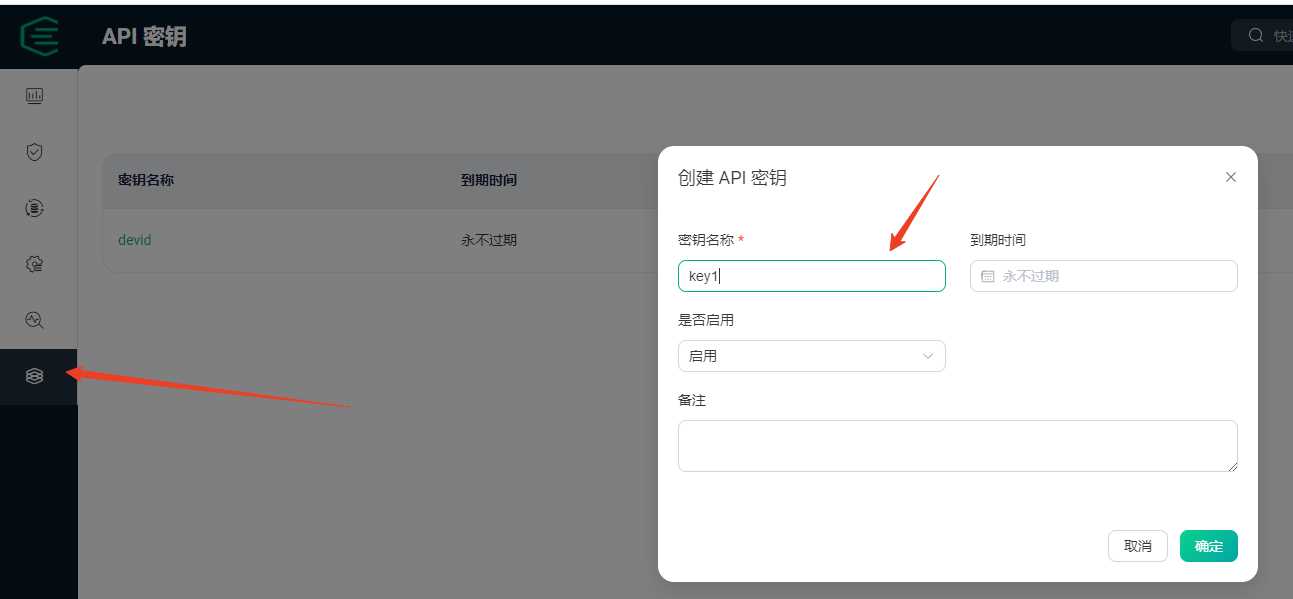 API 密钥
快速
密钥名称 到期时间
devid 永不过期
创建 API 密钥
密钥名称 * 到期时间
key1 永不过期
是否启用
启用
备注
取消 确定